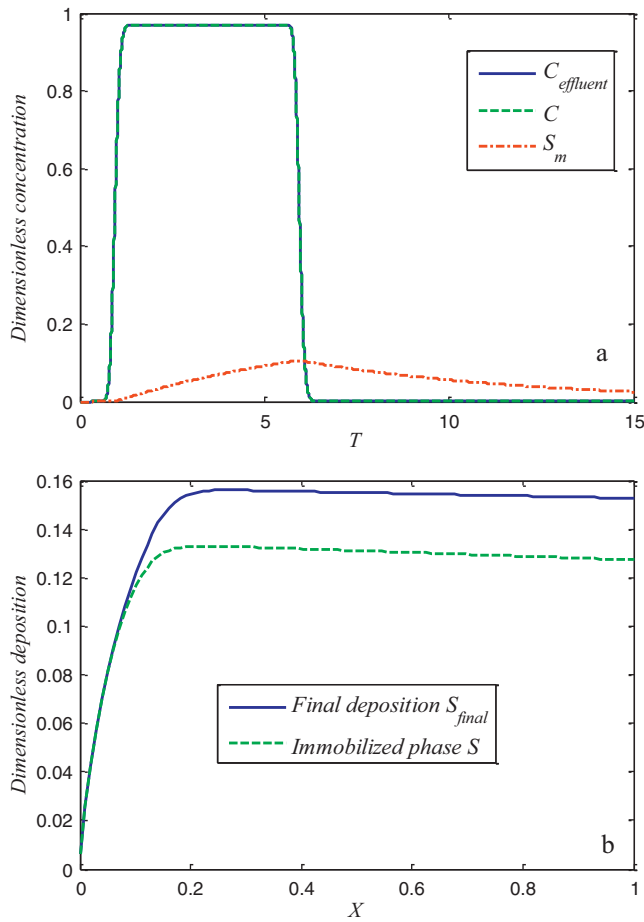 1
0.8
0.6
0.4
0.2
0
Dimensionless concentration
C_effluent
C
S_m
a
0 5 10 15
T
0.16
0.14
0.12
0.1
0.08
0.06
0.04
0.02
0
Dimensionless deposition
Final deposition S_final
Immobilized phase S
b
0 0.2 0.4 0.6 0.8 1
X